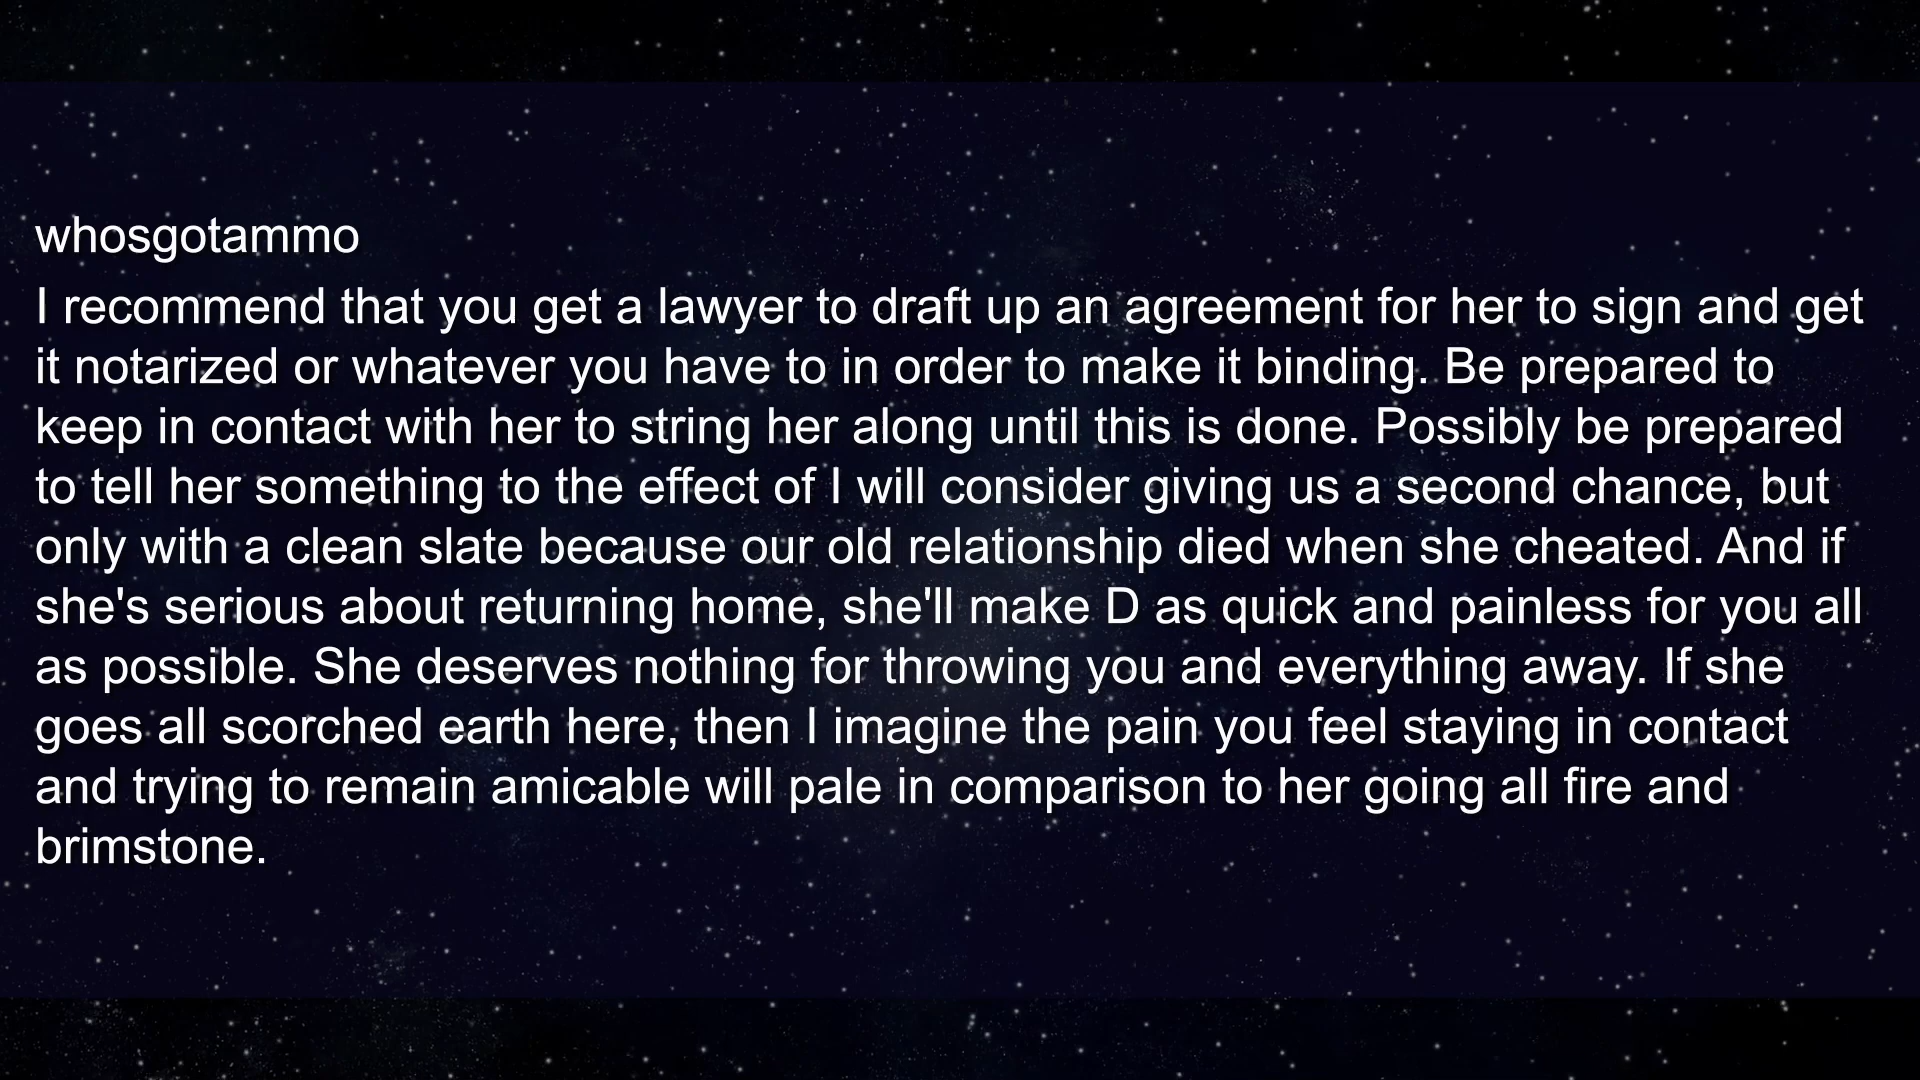 whosgotammo
I recommend that you get a lawyer to draft up an agreement for her to sign and get
it notarized or whatever you have to in order to make it binding. Be prepared to
keep in contact with her to string her along until this is done. Possibly be prepared
to tell her something to the effect of I will consider giving us a second chance, but
only with a clean slate because our old relationship died when she cheated. And if
she's serious about returning home, she'll make D as quick and painless for you all
as possible. She deserves nothing for throwing you and everything away. If she
goes all scorched earth here, then I imagine the pain you feel staying in contact
and trying to remain amicable will pale in comparison to her going all fire and
brimstone.